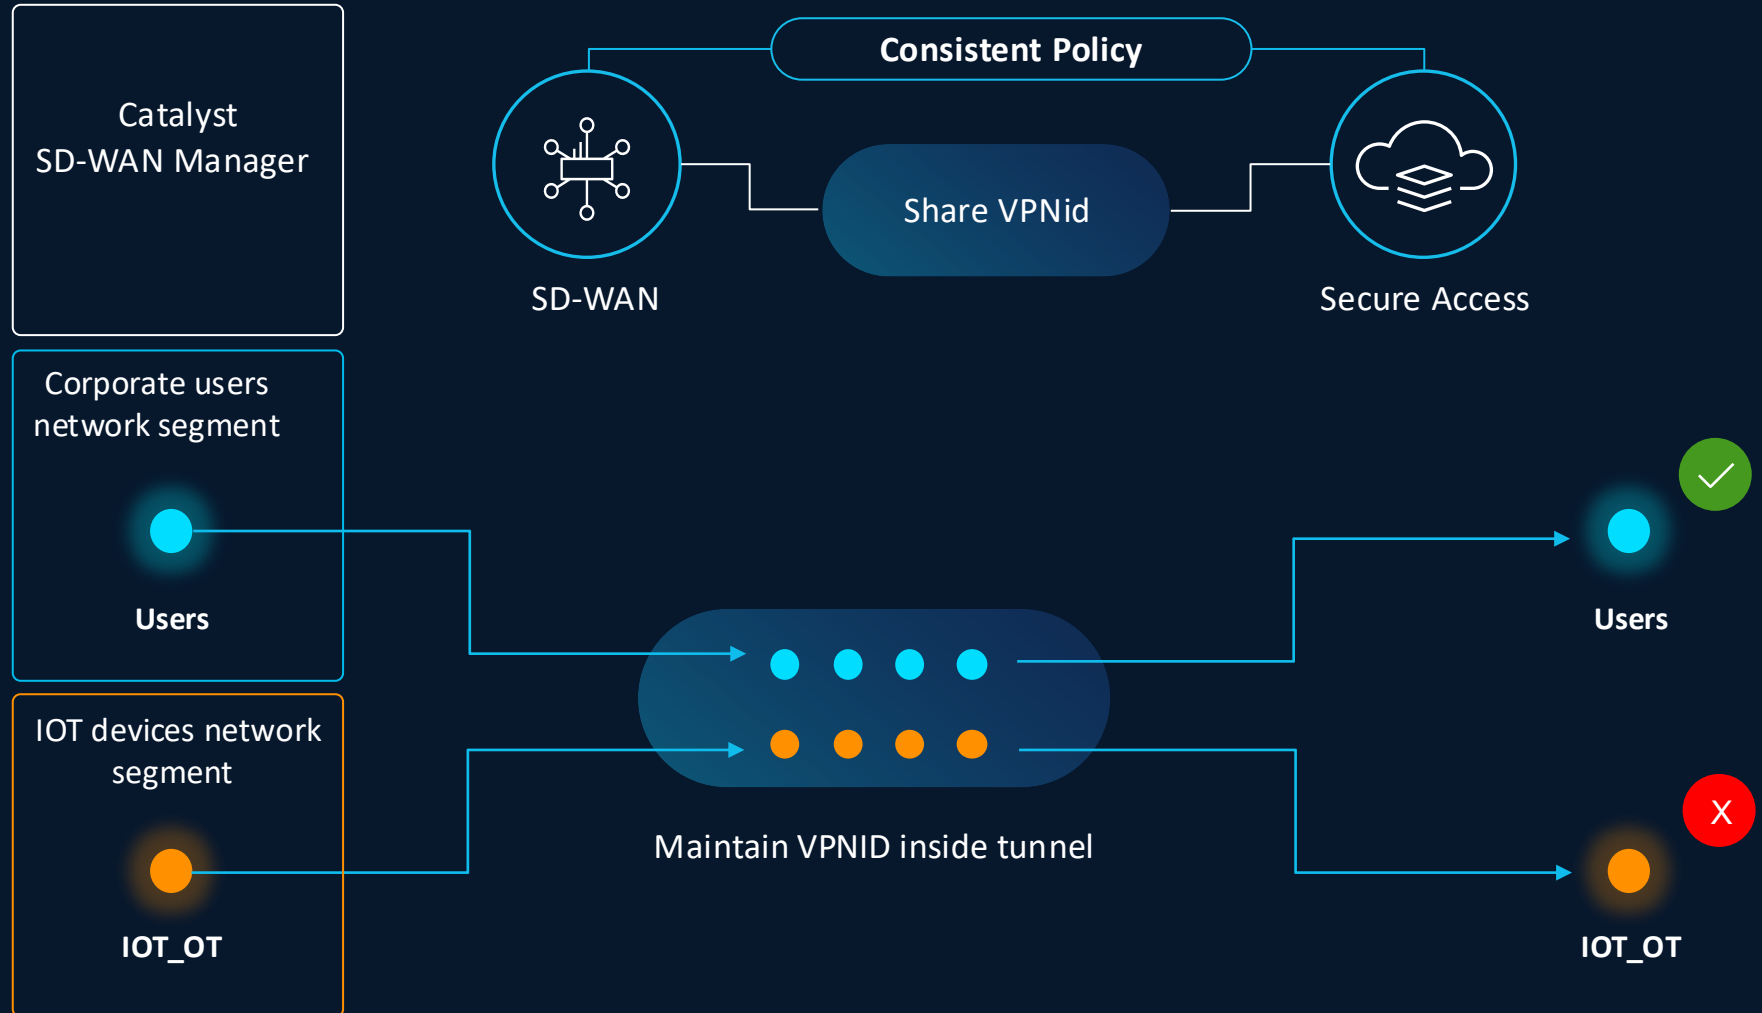 Catalyst
SD-WAN Manager
Consistent Policy
Share VPNid
SD-WAN
Secure Access
Corporate users
network segment
Users
Users
IOT devices network
segment
Maintain VPNID inside tunnel
X
IOT_OT
IOT_OT